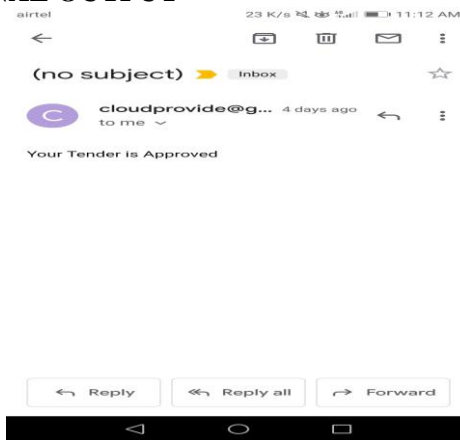 airtel 23 K/s 11:12 AM
(no subject) Inbox
C cloudprovide@g... 4 days ago
to me
Your Tender is Approved
Reply Reply all Forward